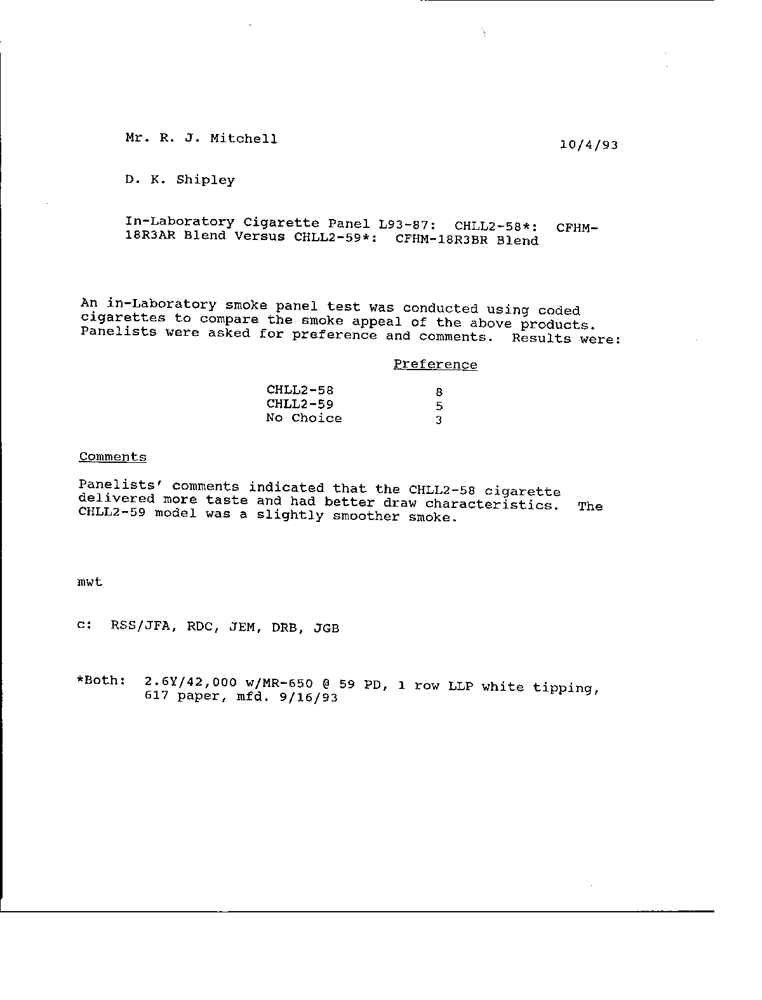 Mr. R. J. Mitchell 10/4/93
D. K. Shipley
In-Laboratory Cigarette Panel L93-87: CHLL2-58*: CFHM-
18R3AR Blend Versus CHLL2-59*: CFHM-18R3BR Blend
An in-Laboratory smoke panel test was conducted using coded
cigarettes to compare the smoke appeal of the above products.
Panelists were asked for preference and comments. Results were:
Preference
CHLL2-58 8
CHLL2-59 5
No Choice 3
Comments
Panelists' comments indicated that the CHLL2-58 cigarette
delivered more taste and had better draw characteristics. The
CHLL2-59 model was a slightly smoother smoke.
mwt
c: RSS/JFA, RDC, JEM, DRB, JGB
*Both: 2.6Y/42,000 w/MR-650 @ 59 PD, 1 row LLP white tipping,
617 paper, mfd. 9/16/93